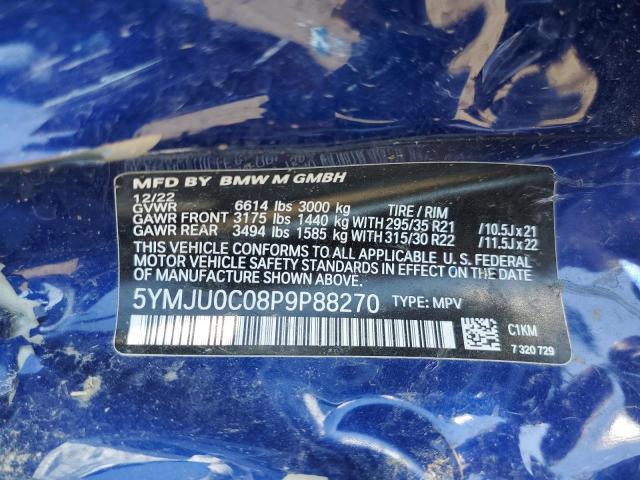 MFD BY BMW M GMBH
12/22
GVWR 6614 lbs 3000 kg TIRE / RIM
GAWR FRONT 3175 lbs 1440 kg WITH 295/35 R21 /10.5J x 21
GAWR REAR 3494 lbs 1585 kg WITH 315/30 R22 /11.5J x 22
THIS VEHICLE CONFORMS TO ALL APPLICABLE U. S. FEDERAL
MOTOR VEHICLE SAFETY STANDARDS IN EFFECT ON THE DATE
OF MANUFACTURE SHOWN ABOVE.
5YMJU0C08P9P88270 TYPE: MPV
C1KM
7 320 729